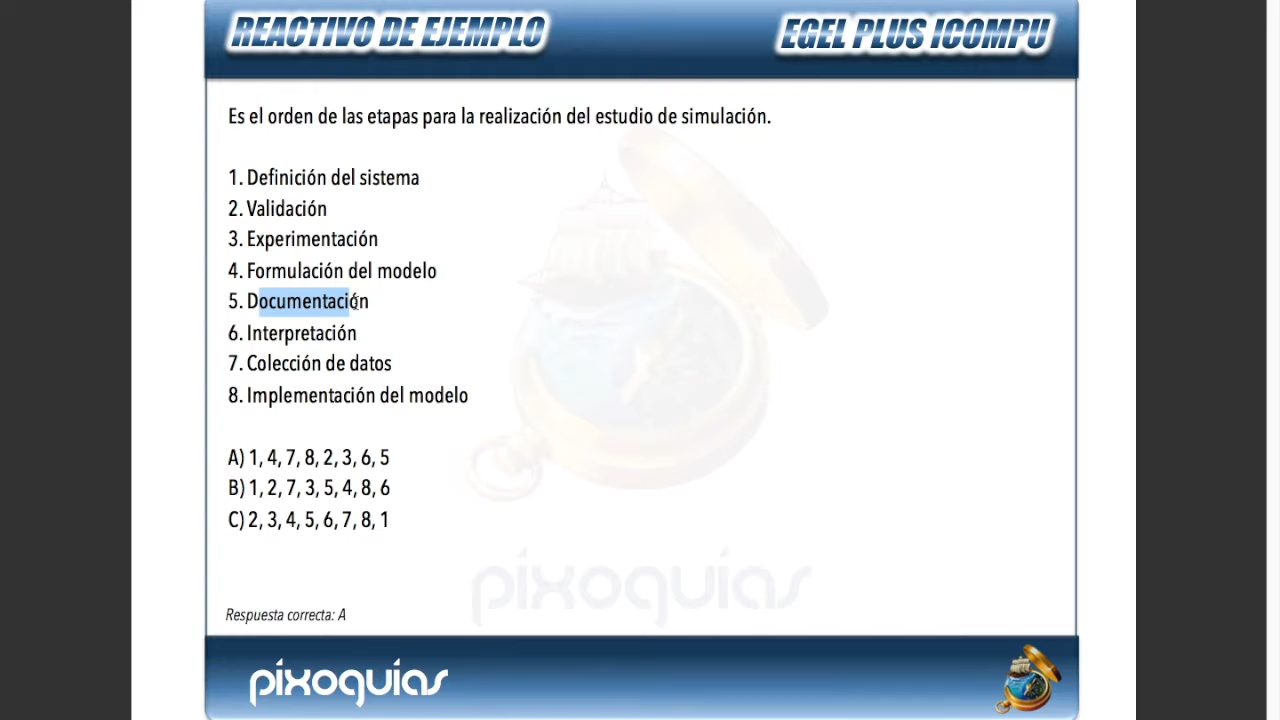 REACTIVO DE EJEMPLO
EGEL PLUS ICOMPU
Es el orden de las etapas para la realización del estudio de simulación.
1. Definición del sistema
2. Validación
3. Experimentación
4. Formulación del modelo
5. Documentación
6. Interpretación
7. Colección de datos
8. Implementación del modelo
A) 1, 4, 7, 8, 2, 3, 6, 5
B) 1, 2, 7, 3, 5, 4, 8, 6
C) 2, 3, 4, 5, 6, 7, 8, 1
pixoguías
Respuesta correcta: A
pixoguías